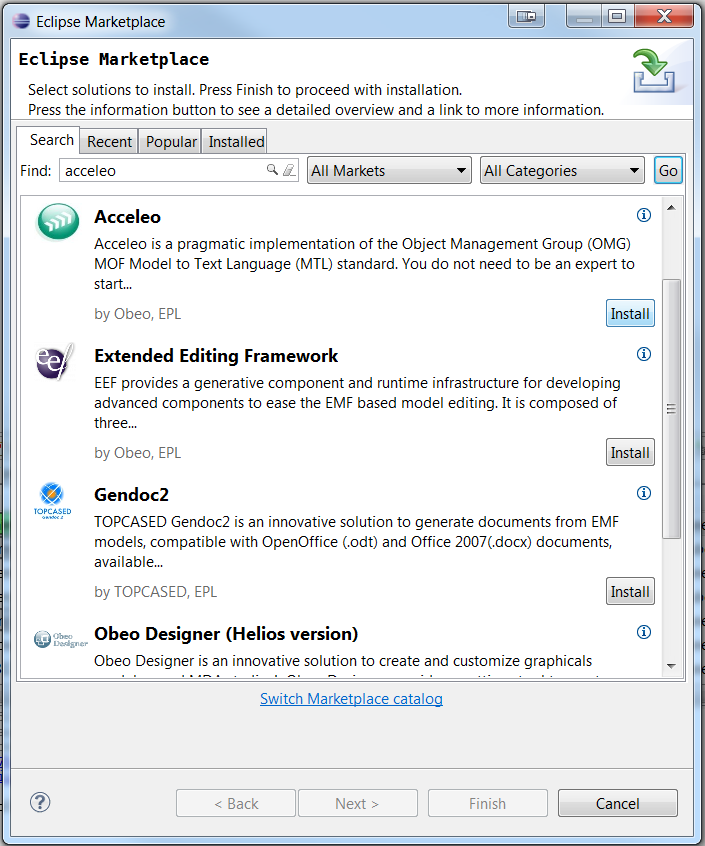 Eclipse Marketplace
Eclipse Marketplace
Select solutions to install. Press Finish to proceed with installation.
Press the information button to see a detailed overview and a link to more information.
Search Recent Popular Installed
Find: acceleo All Markets All Categories Go
Acceleo
Acceleo is a pragmatic implementation of the Object Management Group (OMG)
MOF Model to Text Language (MTL) standard. You do not need to be an expert to
start...
by Obeo, EPL
Install
eef
Extended Editing Framework
EEF provides a generative component and runtime infrastructure for developing
advanced components to ease the EMF based model editing. It is composed of
three...
by Obeo, EPL
Install
TOPCASED
Gendoc 2
Gendoc2
TOPCASED Gendoc2 is an innovative solution to generate documents from EMF
models, compatible with OpenOffice (.odt) and Office 2007(.docx) documents,
available...
by TOPCASED, EPL
Install
Obeo
Designer
Obeo Designer (Helios version)
Obeo Designer is an innovative solution to create and customize graphicals
Switch Marketplace catalog
< Back Next > Finish Cancel